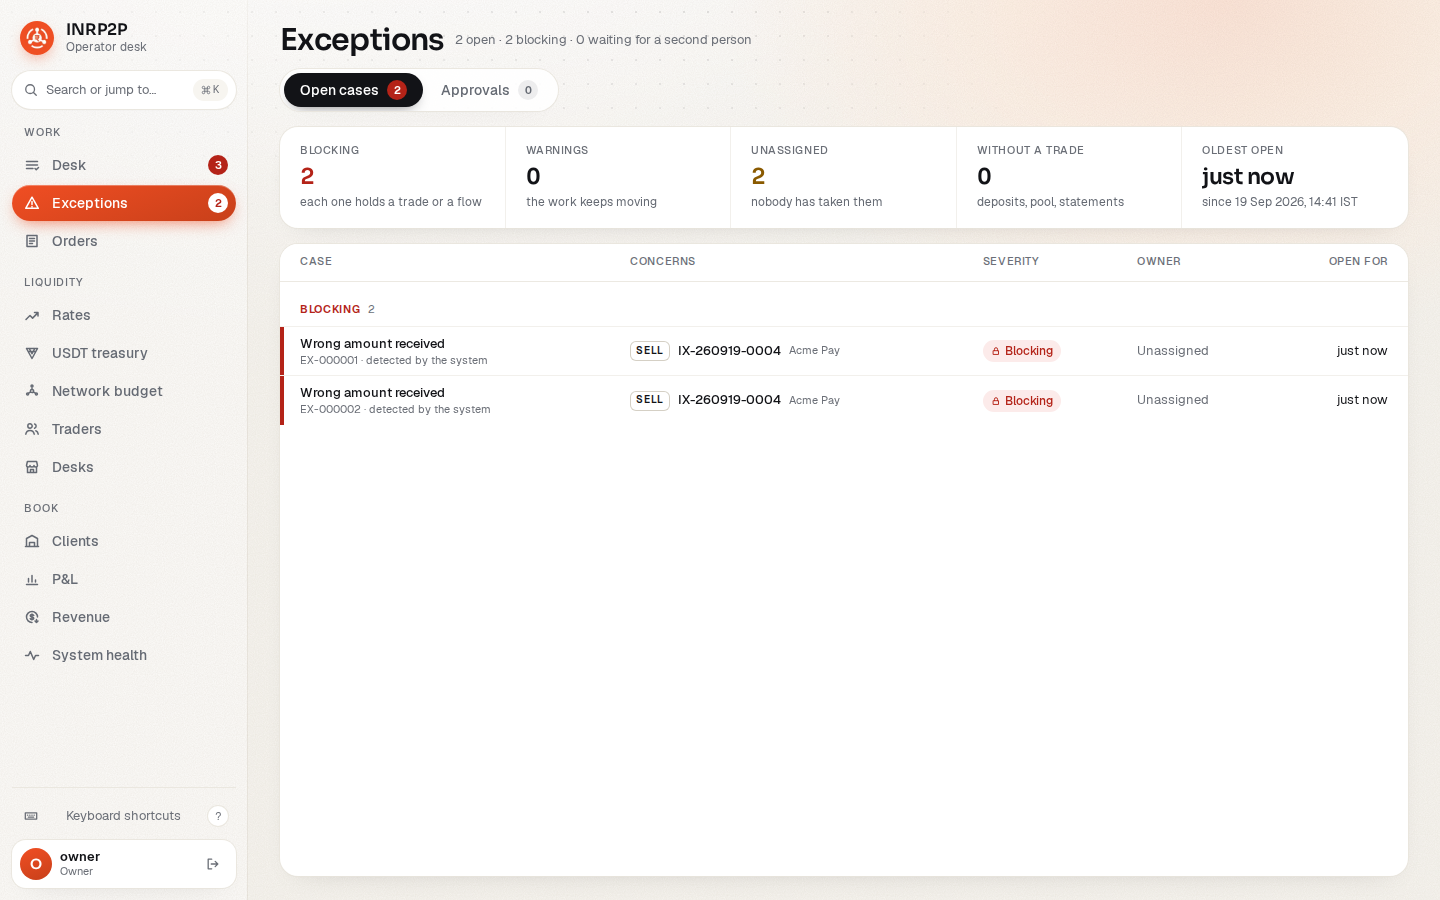 INRP2P
Operator desk
Search or jump to...
⌘K
WORK
Desk 3
Exceptions 2
Orders
LIQUIDITY
Rates
USDT treasury
Network budget
Traders
Desks
BOOK
Clients
P&L
Revenue
System health
Keyboard shortcuts ?
O owner
Owner
Exceptions 2 open · 2 blocking · 0 waiting for a second person
Open cases 2 Approvals 0
BLOCKING
2
each one holds a trade or a flow
WARNINGS
0
the work keeps moving
UNASSIGNED
2
nobody has taken them
WITHOUT A TRADE
0
deposits, pool, statements
OLDEST OPEN
just now
since 19 Sep 2026, 14:41 IST
CASE CONCERNS SEVERITY OWNER OPEN FOR
BLOCKING 2
Wrong amount received
EX-000001 · detected by the system
SELL IX-260919-0004 Acme Pay Blocking Unassigned just now
Wrong amount received
EX-000002 · detected by the system
SELL IX-260919-0004 Acme Pay Blocking Unassigned just now